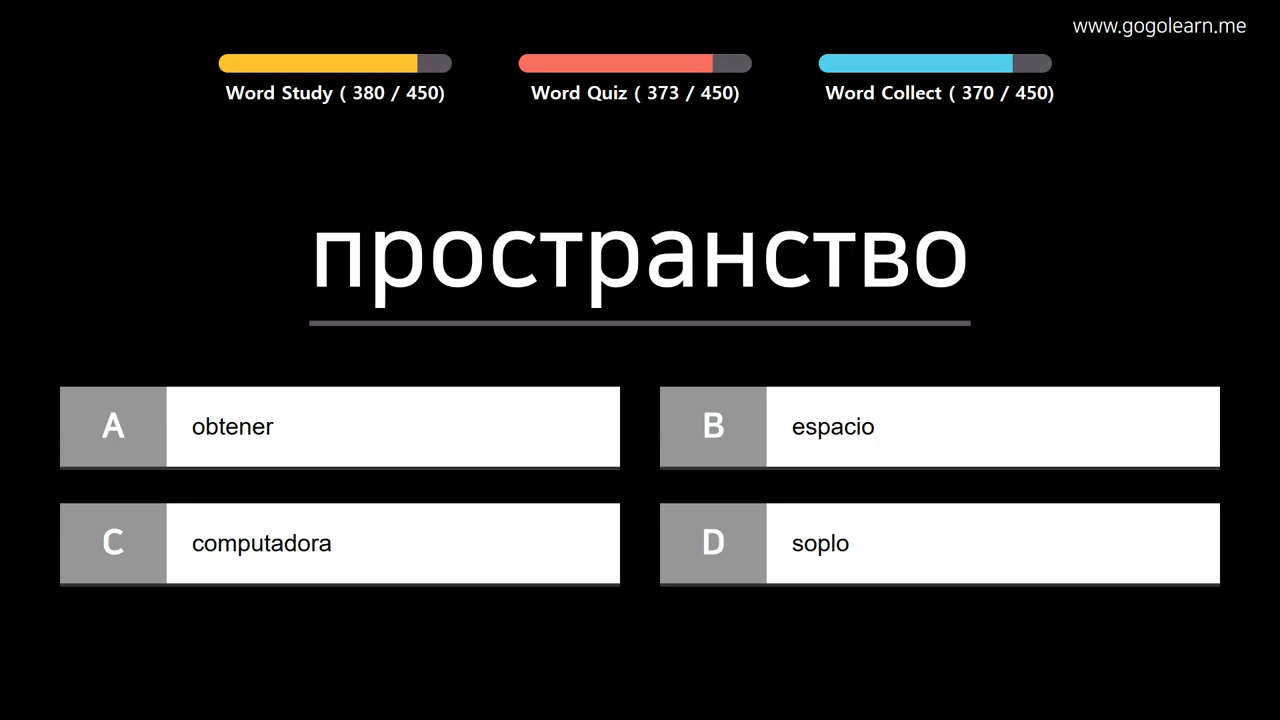 www.gogolearn.me
Word Study ( 380 / 450)
Word Quiz ( 373 / 450)
Word Collect ( 370 / 450)
пространство
A obtener
B espacio
C computadora
D soplo